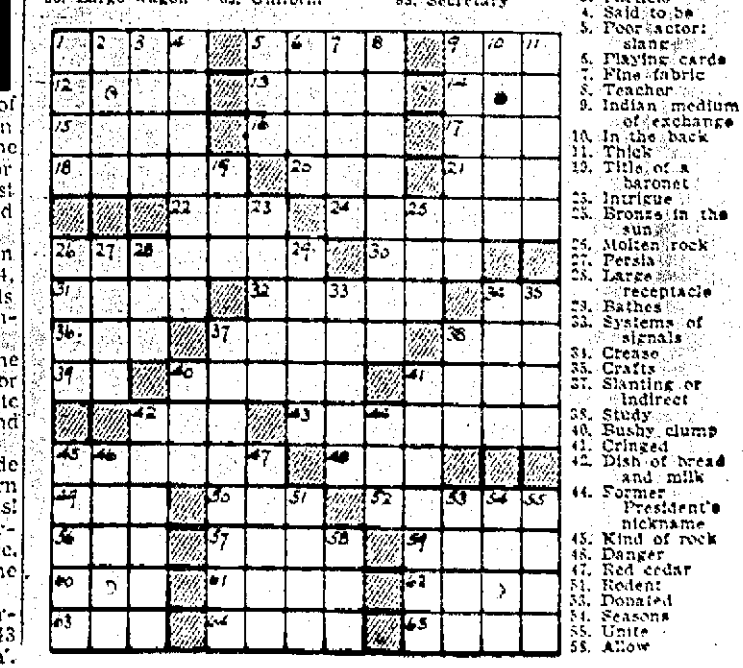 Large wagon Uniform Secretary
1 2 3 4 5 6 7 8 9 10 11
12 13 14
15 16 17
18 19 20 21
22 23 24 25
26 27 28 29 30
31 32 33 34 35
36 37 38
39 40 41
42 43 44
45 46 47 48
49 50 51 52 53 54 55
56 57 58 59
60 61 62
63 64 65
4. Said to be
5. Poor actor:
slang
6. Playing cards
7. Fine fabric
8. Teacher
9. Indian medium
of exchange
10. In the back
11. Thick
19. Title of a
baronet
23. Intrigue
25. Bronze in the
sun
26. Molten rock
27. Persia
28. Large
receptacle
29. Bathes
33. Systems of
signals
34. Crease
35. Crafts
37. Slanting or
indirect
38. Study
40. Bushy clump
41. Cringed
42. Dish of bread
and milk
44. Former
President's
nickname
45. Kind of rock
46. Danger
47. Red cedar
51. Rodent
53. Donated
54. Seasons
55. Unite
58. Allow